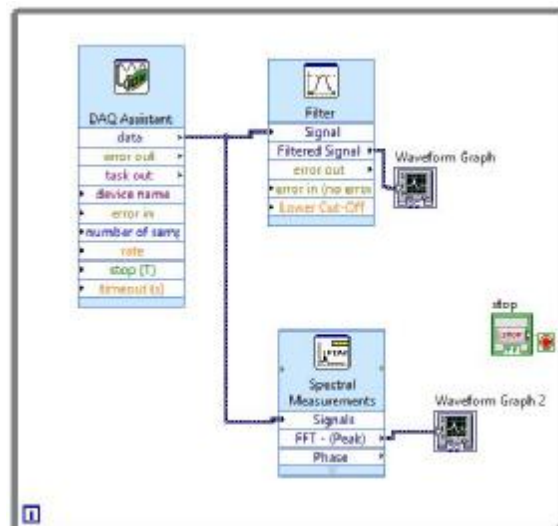 DAQ Assistant
data
error out
task out
device name
error in
number of samp
rate
stop (T)
timeout (s)
Filter
Signal
Filtered Signal
error out
error in (no error
Lower Cut-Off
Waveform Graph
stop
STOP
Spectral
Measurements
Signals
FFT - (Peak)
Phase
Waveform Graph 2
i